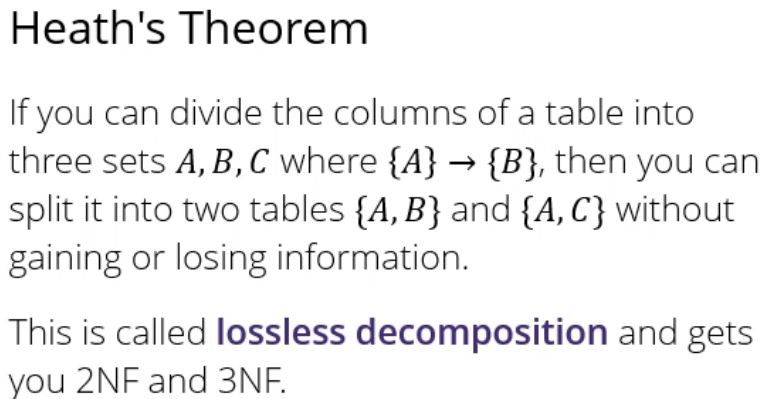 Heath's Theorem
If you can divide the columns of a table into
three sets A, B, C where {A} → {B}, then you can
split it into two tables {A, B} and {A, C} without
gaining or losing information.
This is called lossless decomposition and gets
you 2NF and 3NF.